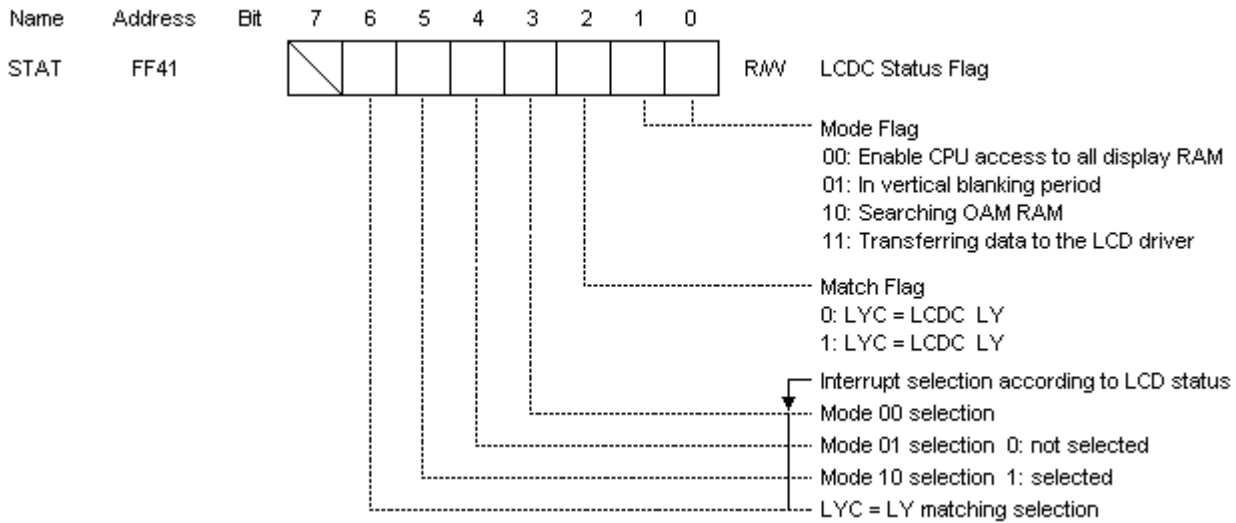 Name Address Bit 7 6 5 4 3 2 1 0
STAT FF41 R/W LCDC Status Flag
Mode Flag
00: Enable CPU access to all display RAM
01: In vertical blanking period
10: Searching OAM RAM
11: Transferring data to the LCD driver
Match Flag
0: LYC = LCDC LY
1: LYC = LCDC LY
Interrupt selection according to LCD status
Mode 00 selection
Mode 01 selection 0: not selected
Mode 10 selection 1: selected
LYC = LY matching selection